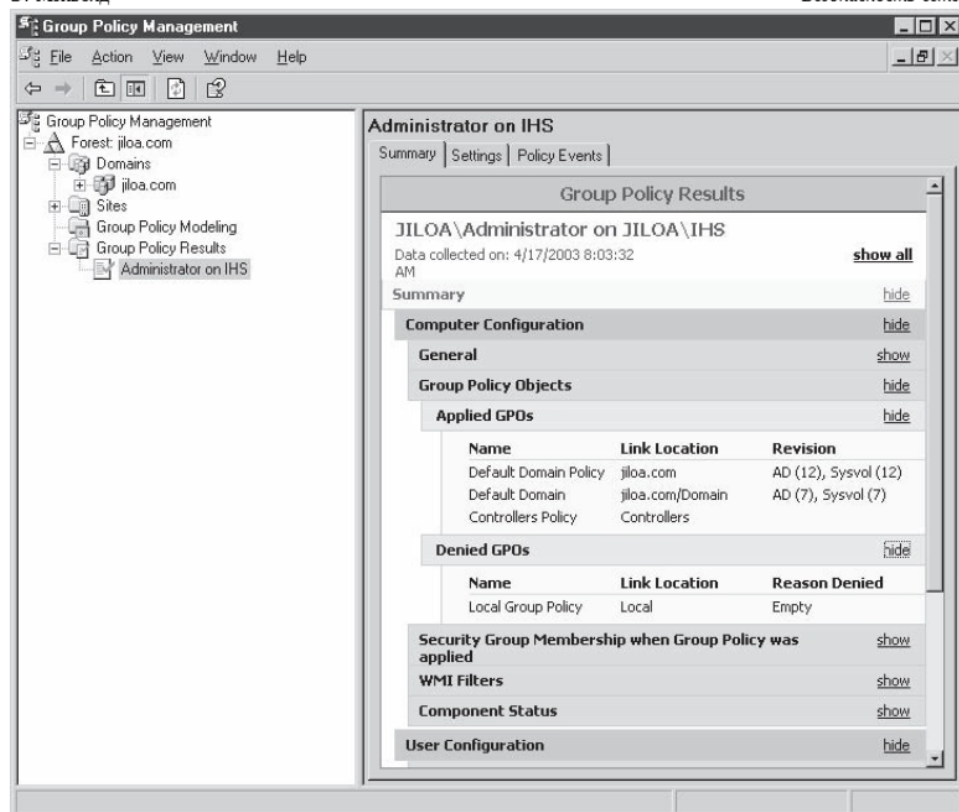 Group Policy Management
File Action View Window Help
Group Policy Management
Forest: jiloa.com
Domains
jiloa.com
Sites
Group Policy Modeling
Group Policy Results
Administrator on IHS
Administrator on IHS
Summary Settings Policy Events
Group Policy Results
JILOA\Administrator on JILOA\IHS
Data collected on: 4/17/2003 8:03:32
AM
show all
Summary hide
Computer Configuration hide
General show
Group Policy Objects hide
Applied GPOs hide
Name Link Location Revision
Default Domain Policy jiloa.com AD (12), Sysvol (12)
Default Domain jiloa.com/Domain AD (7), Sysvol (7)
Controllers Policy Controllers
Denied GPOs hide
Name Link Location Reason Denied
Local Group Policy Local Empty
Security Group Membership when Group Policy was
applied show
WMI Filters show
Component Status show
User Configuration hide